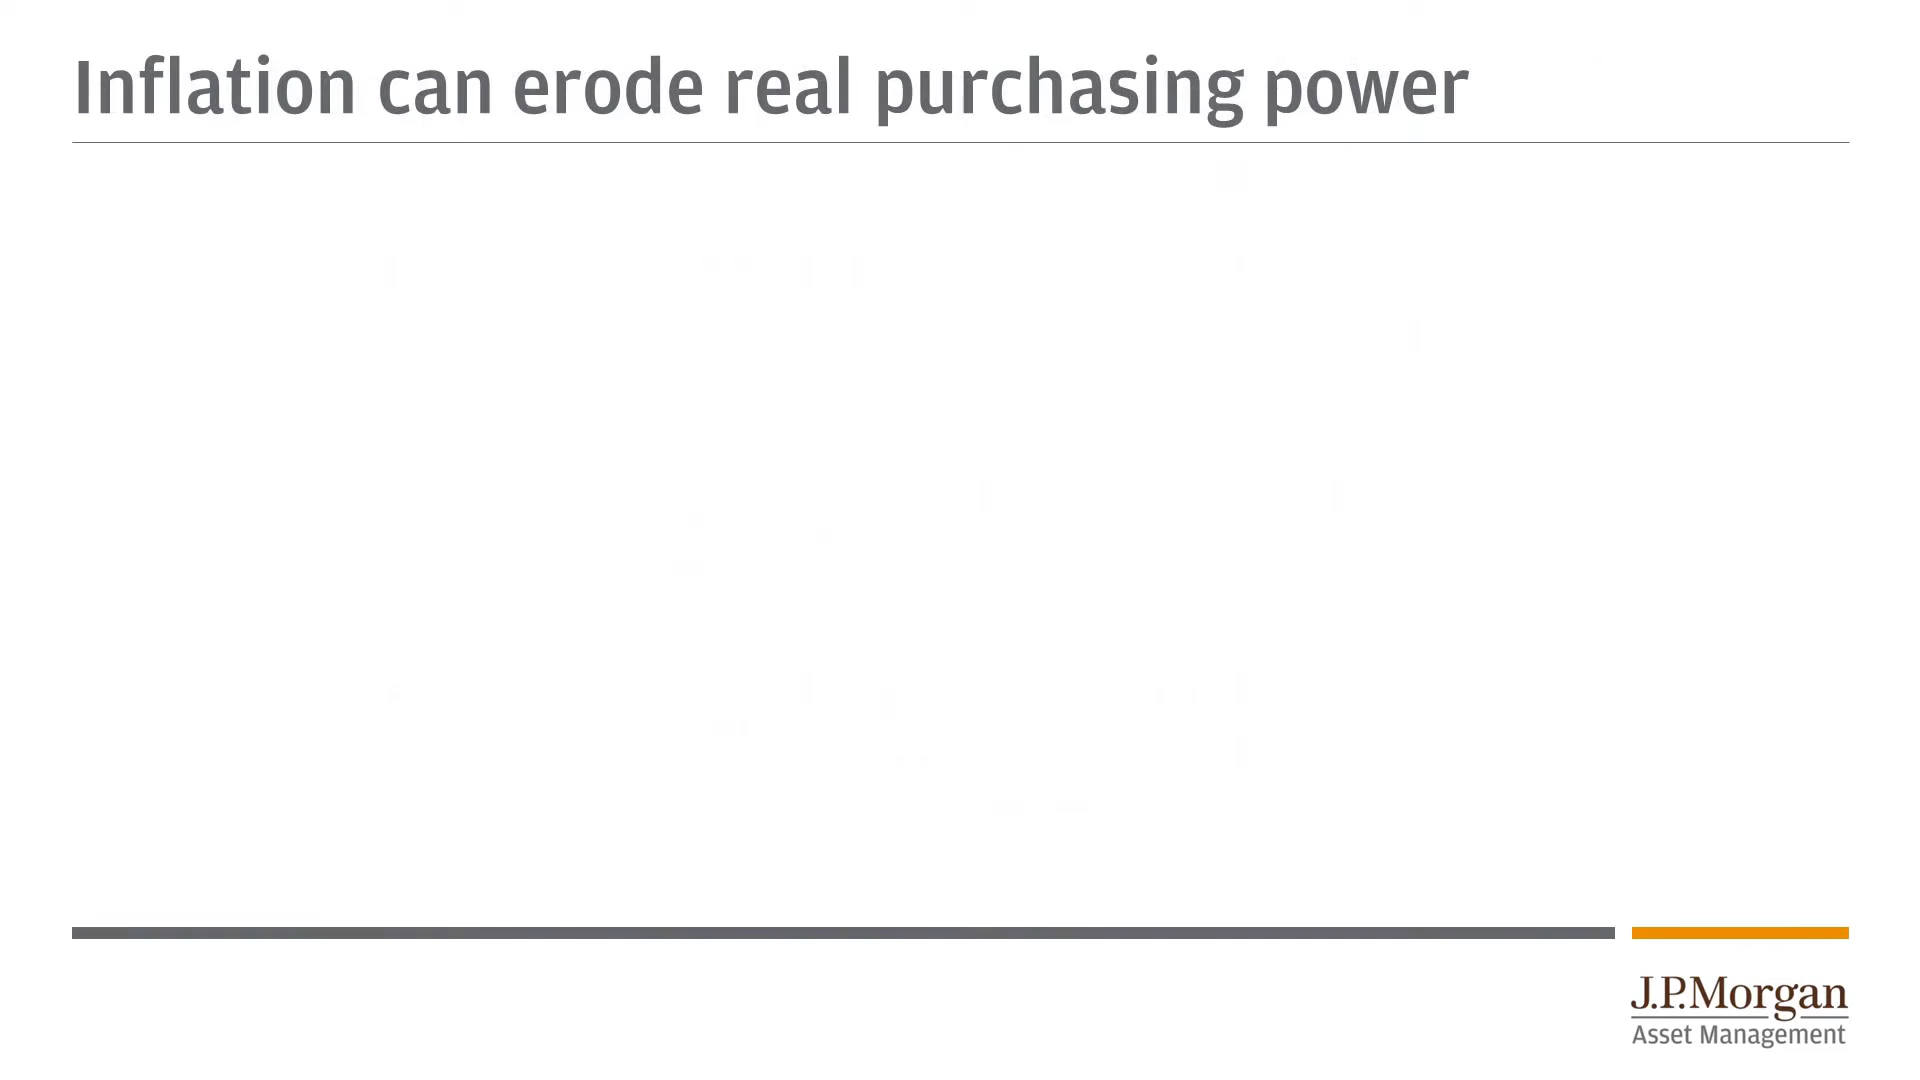 Inflation can erode real purchasing power
J.P.Morgan
Asset Management